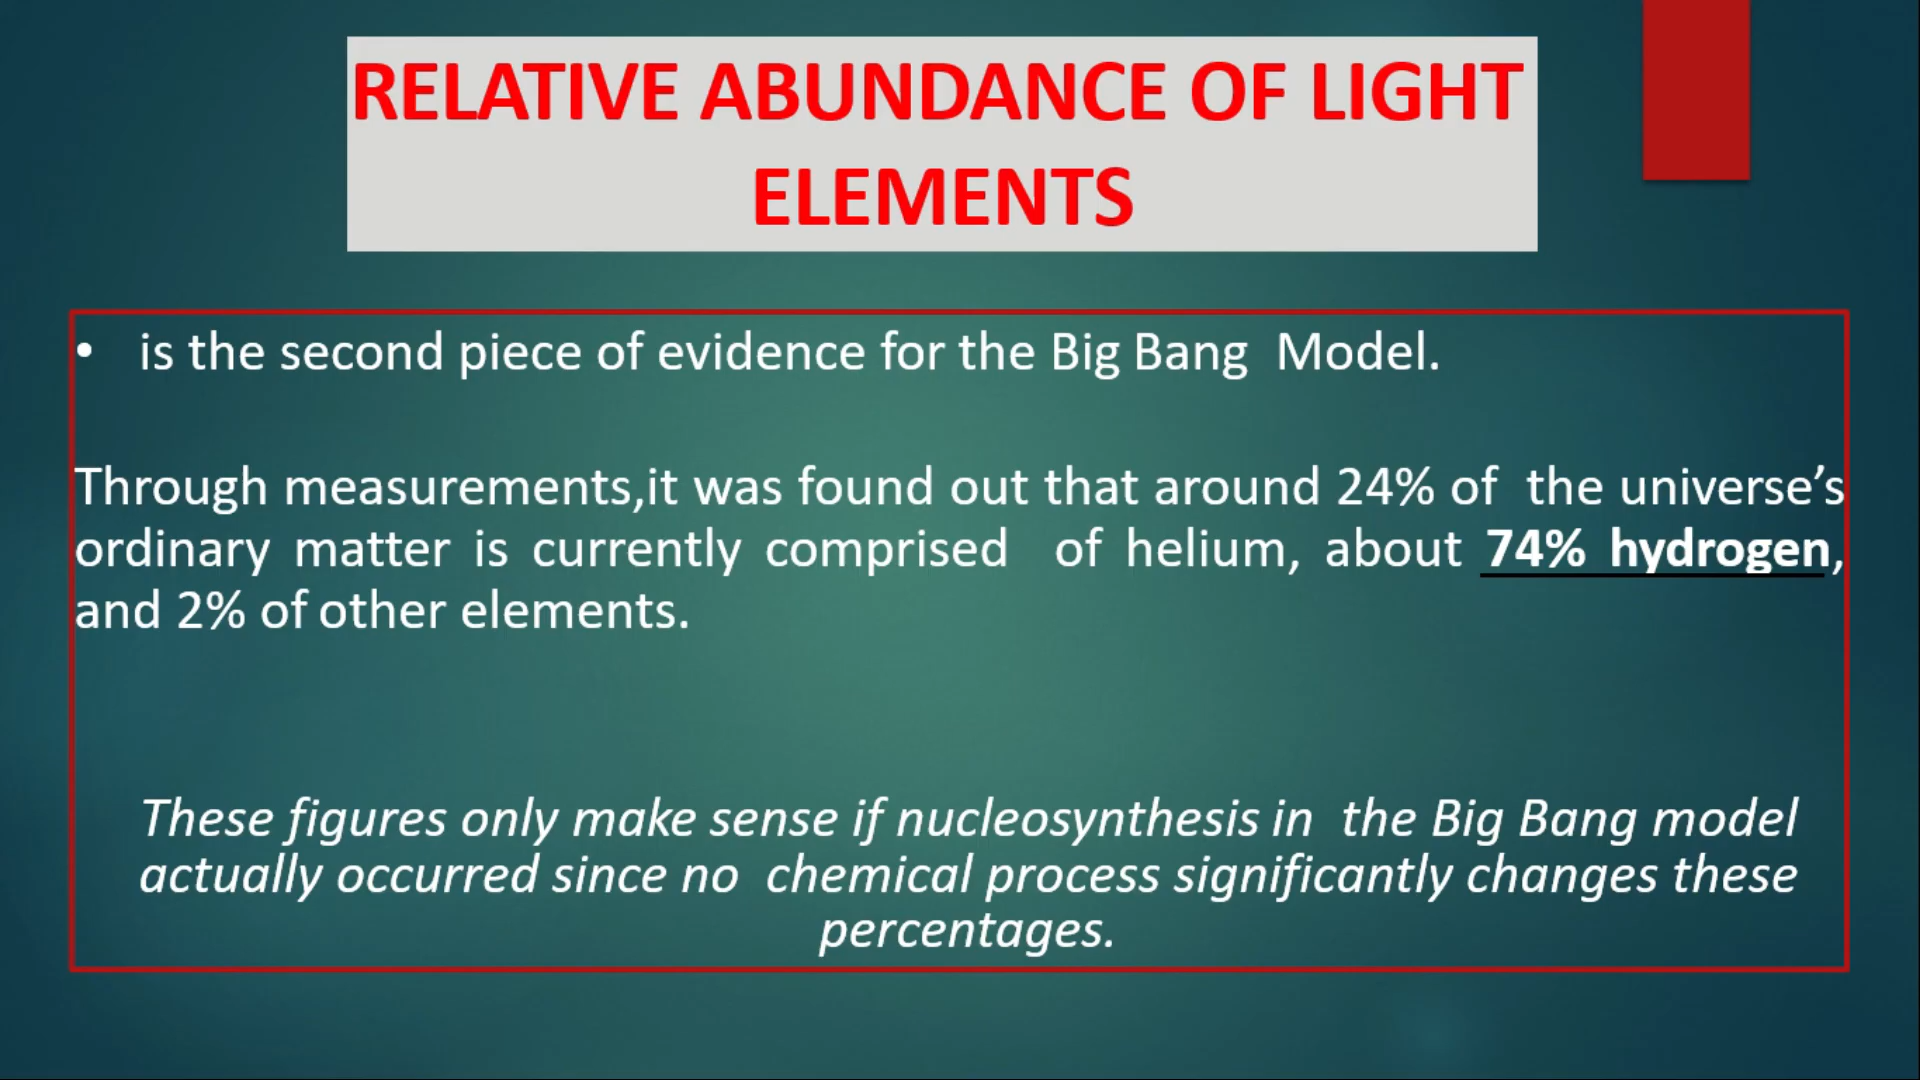 RELATIVE ABUNDANCE OF LIGHT
ELEMENTS
• is the second piece of evidence for the Big Bang Model.
Through measurements,it was found out that around 24% of the universe’s
ordinary matter is currently comprised of helium, about 74% hydrogen,
and 2% of other elements.
These figures only make sense if nucleosynthesis in the Big Bang model
actually occurred since no chemical process significantly changes these
percentages.